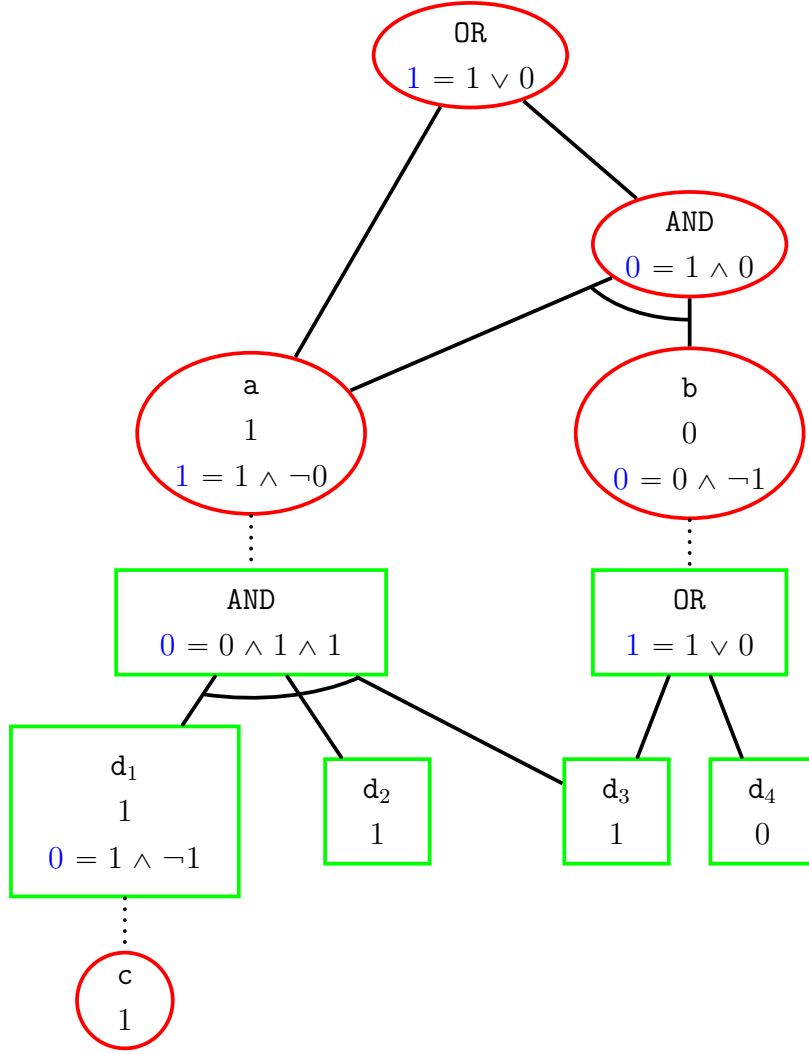 OR
1 = 1 ∨ 0
AND
0 = 1 ∧ 0
a
1
1 = 1 ∧ ¬0
b
0
0 = 0 ∧ ¬1
AND
0 = 0 ∧ 1 ∧ 1
OR
1 = 1 ∨ 0
d₁
1
0 = 1 ∧ ¬1
d₂
1
d₃
1
d₄
0
c
1